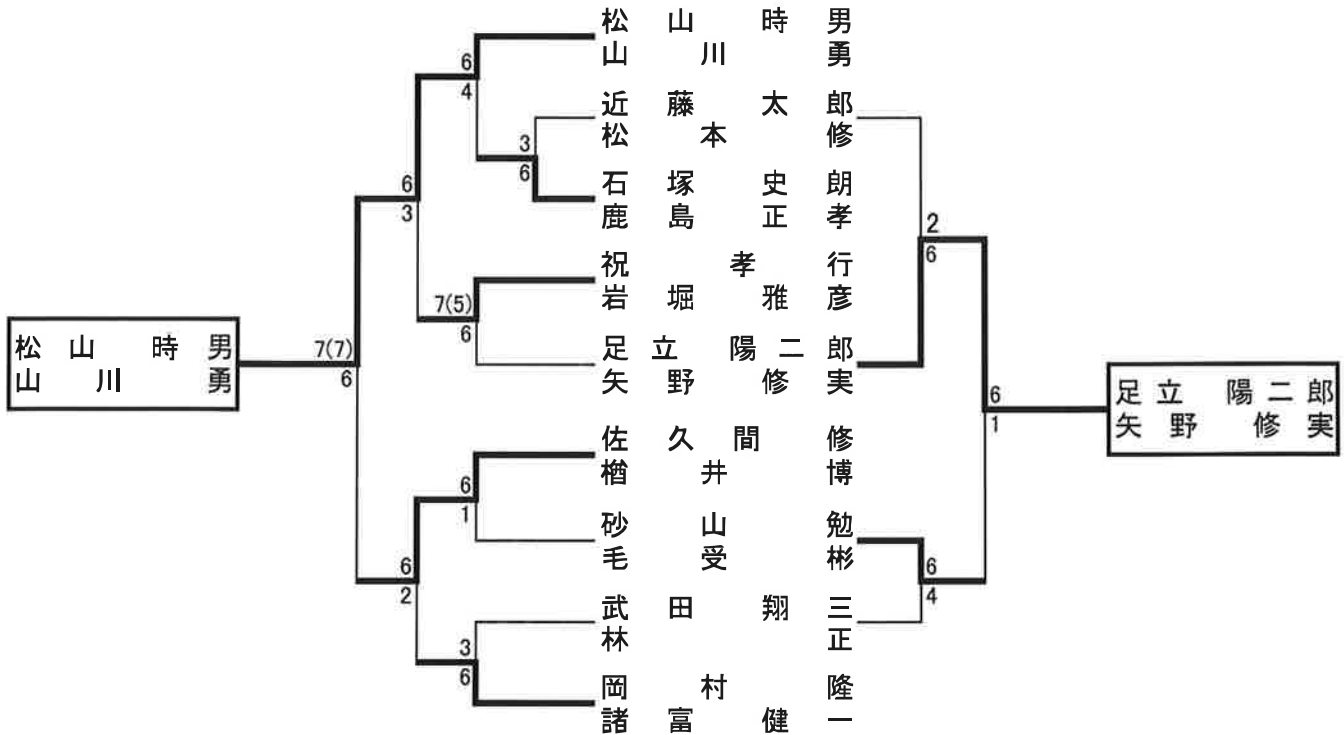 松山時男
山川勇
近藤太郎
松本修
石塚史朗
鹿島正孝
祝孝行
岩堀雅彦
足立陽二郎
矢野修実
佐久間修
楢井博
砂山勉
毛受彬
武田翔三
林正
岡村隆
諸富健一
6
4
3
6
6
3
7(5)
6
7(7)
6
6
1
6
2
3
6
松山時男
山川勇
2
6
6
1
6
4
足立陽二郎
矢野修実